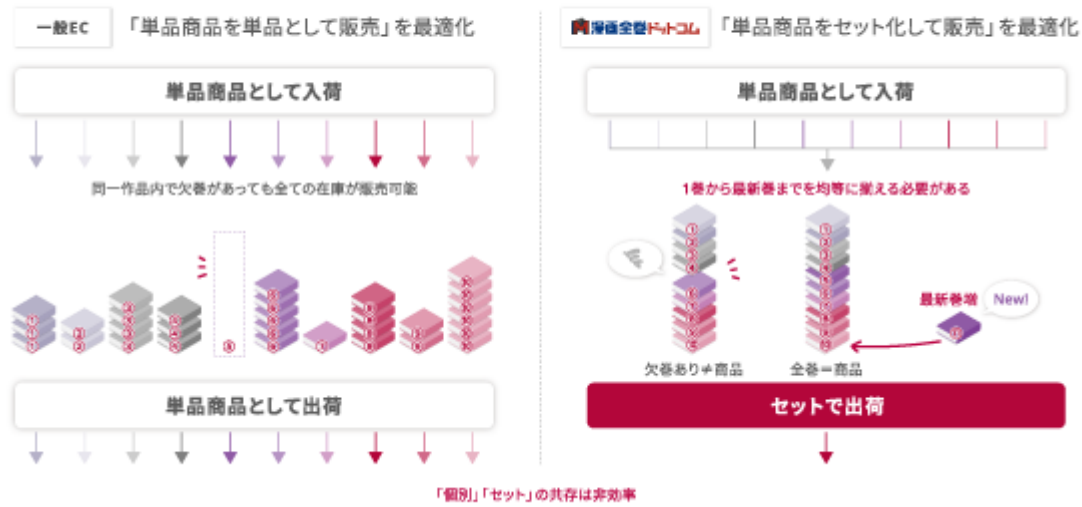 一般EC
「単品商品を単品として販売」を最適化
単品商品として入荷
同一作品内で欠巻があっても全ての在庫が販売可能
単品商品として出荷
漫画全巻ドットコム
「単品商品をセット化して販売」を最適化
単品商品として入荷
1巻から最新巻までを均等に揃える必要がある
最新巻増
New!
欠巻あり≠商品
全巻=商品
セットで出荷
「個別」「セット」の共存は非効率